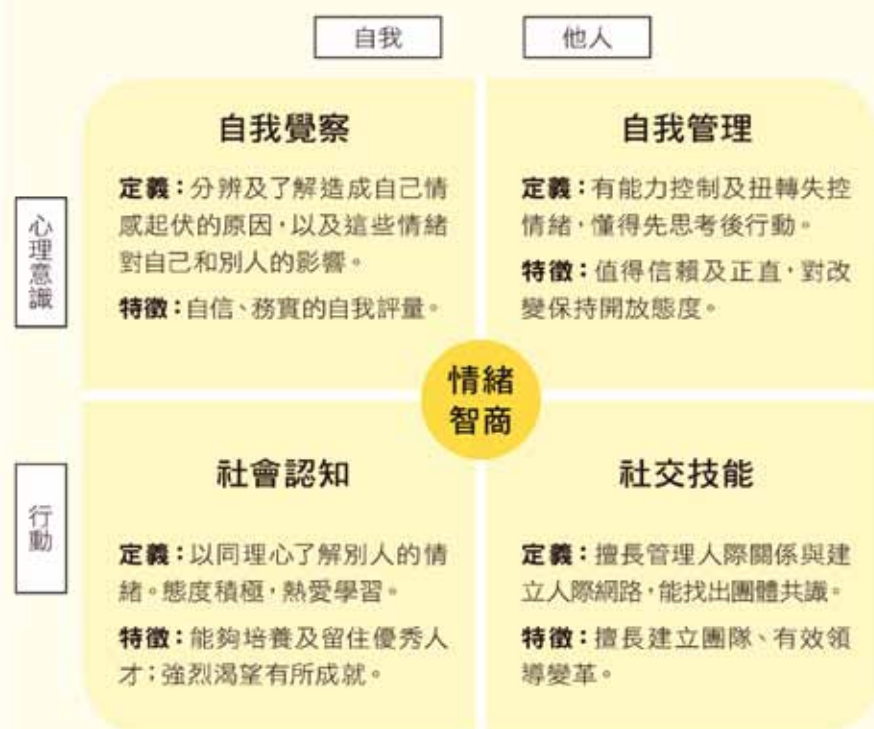 自我
他人
心理意識
行動
自我覺察
定義：分辨及了解造成自己情
感起伏的原因，以及這些情緒
對自己和別人的影響。
特徵：自信、務實的自我評量。
自我管理
定義：有能力控制及扭轉失控
情緒，懂得先思考後行動。
特徵：值得信賴及正直，對改
變保持開放態度。
情緒
智商
社會認知
定義：以同理心了解別人的情
緒。態度積極，熱愛學習。
特徵：能夠培養及留住優秀人
才；強烈渴望有所成就。
社交技能
定義：擅長管理人際關係與建
立人際網路，能找出團體共識。
特徵：擅長建立團隊、有效領
導變革。